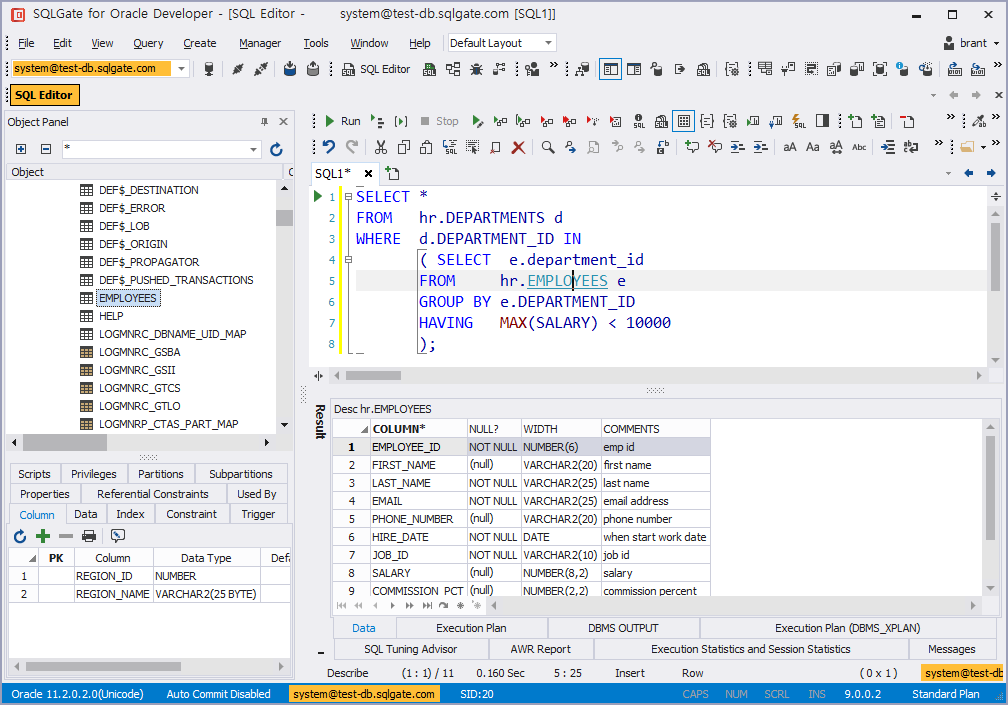 SQLGate for Oracle Developer - [SQL Editor - system@test-db.sqlgate.com [SQL1]]
File Edit View Query Create Manager Tools Window Help Default Layout brant
system@test-db.sqlgate.com SQL Editor
SQL Editor
Object Panel
Run Stop
*
Object
SQL1*
DEF$_DESTINATION
DEF$_ERROR
DEF$_LOB
DEF$_ORIGIN
DEF$_PROPAGATOR
DEF$_PUSHED_TRANSACTIONS
EMPLOYEES
HELP
LOGMNRC_DBNAME_UID_MAP
LOGMNRC_GSBA
LOGMNRC_GSII
LOGMNRC_GTCS
LOGMNRC_GTLO
LOGMNRP_CTAS_PART_MAP
1 SELECT *
2 FROM hr.DEPARTMENTS d
3 WHERE d.DEPARTMENT_ID IN
4 ( SELECT e.department_id
5 FROM hr.EMPLOYEES e
6 GROUP BY e.DEPARTMENT_ID
7 HAVING MAX(SALARY) < 10000
8 );
Scripts Privileges Partitions Subpartitions
Properties Referential Constraints Used By
Column Data Index Constraint Trigger
PK Column Data Type Defa
1 REGION_ID NUMBER
2 REGION_NAME VARCHAR2(25 BYTE)
Result
Desc hr.EMPLOYEES
COLUMN* NULL? WIDTH COMMENTS
1 EMPLOYEE_ID NOT NULL NUMBER(6) emp id
2 FIRST_NAME (null) VARCHAR2(20) first name
3 LAST_NAME NOT NULL VARCHAR2(25) last name
4 EMAIL NOT NULL VARCHAR2(25) email address
5 PHONE_NUMBER (null) VARCHAR2(20) phone number
6 HIRE_DATE NOT NULL DATE when start work date
7 JOB_ID NOT NULL VARCHAR2(10) job id
8 SALARY (null) NUMBER(8,2) salary
9 COMMISSION_PCT (null) NUMBER(2,2) commission percent
Data Execution Plan DBMS OUTPUT Execution Plan (DBMS_XPLAN)
SQL Tuning Advisor AWR Report Execution Statistics and Session Statistics Messages
Describe (1 : 1) / 11 0.160 Sec 5 : 25 Insert Row (0 x 1) system@test-db
Oracle 11.2.0.2.0(Unicode) Auto Commit Disabled system@test-db.sqlgate.com SID:20 CAPS NUM SCRL INS 9.0.0.2 Standard Plan